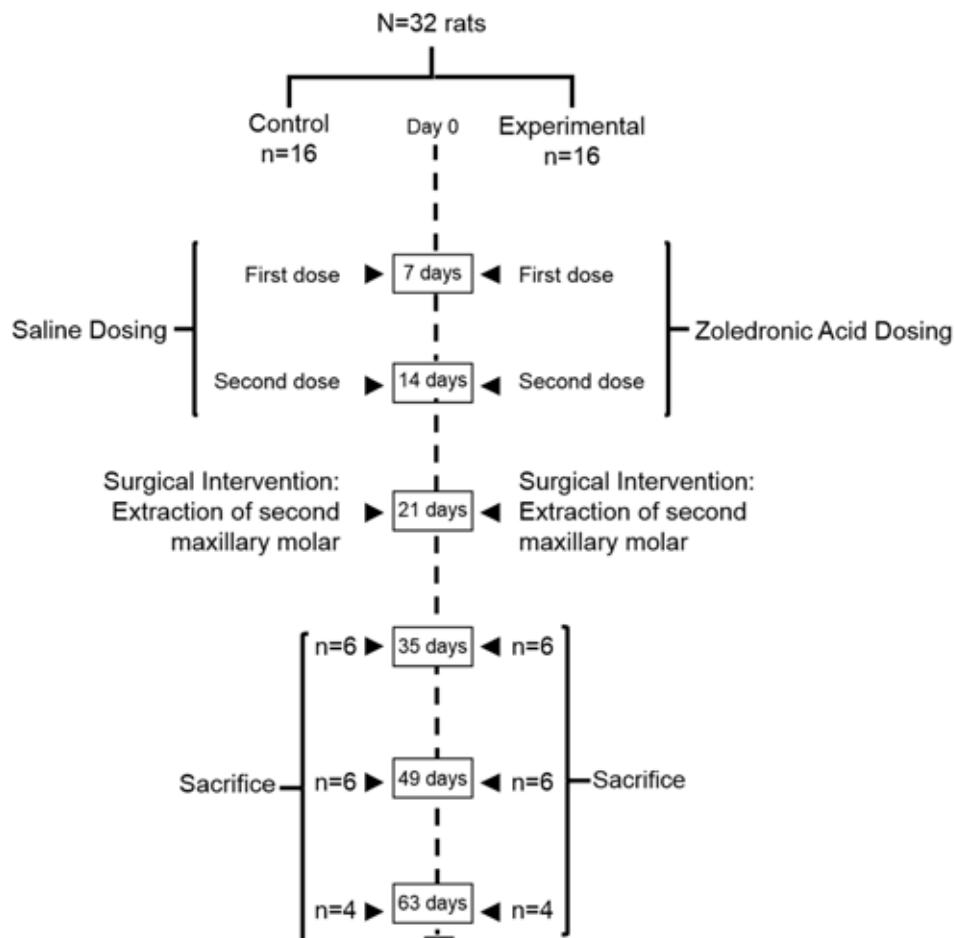 N=32 rats
Control
n=16
Day 0
Experimental
n=16
Saline Dosing
First dose
7 days
First dose
Zoledronic Acid Dosing
Second dose
14 days
Second dose
Surgical Intervention:
Extraction of second
maxillary molar
21 days
Surgical Intervention:
Extraction of second
maxillary molar
Sacrifice
n=6
35 days
n=6
n=6
49 days
n=6
Sacrifice
n=4
63 days
n=4